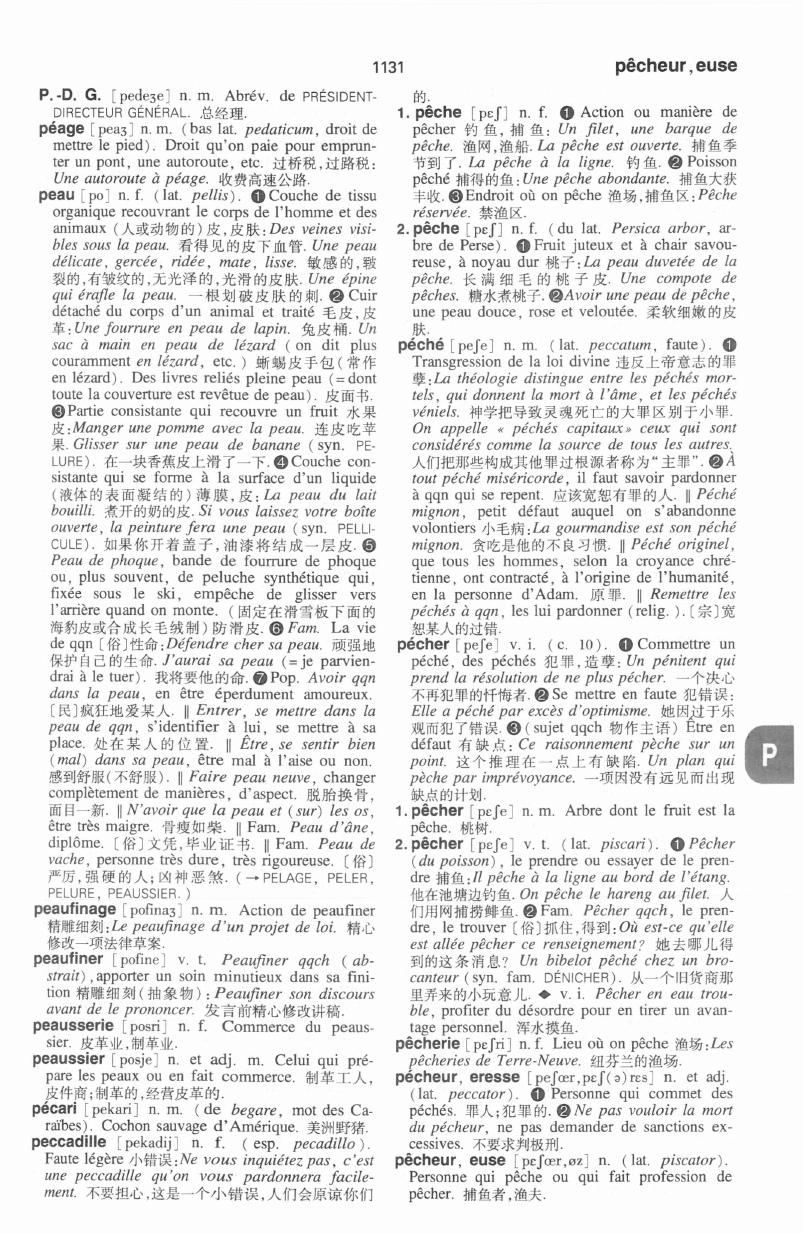 1131
pêcheur,euse
P.-D. G. [pedeʒe] n. m. Abrév. de PRÉSIDENT-
DIRECTEUR GÉNÉRAL. 总经理.
péage [peaʒ] n. m. (bas lat. pedaticum, droit de
mettre le pied). Droit qu'on paie pour emprun-
ter un pont, une autoroute, etc. 过桥税,过路税:
Une autoroute à péage. 收费高速公路.
peau [po] n. f. (lat. pellis). ❶Couche de tissu
organique recouvrant le corps de l'homme et des
animaux (人或动物的)皮,皮肤:Des veines visi-
bles sous la peau. 看得见的皮下血管. Une peau
délicate, gercée, ridée, mate, lisse. 敏感的,皲
裂的,有皱纹的,无光泽的,光滑的皮肤. Une épine
qui érafle la peau. 一根划破皮肤的刺. ❷ Cuir
détaché du corps d'un animal et traité 毛皮,皮
革:Une fourrure en peau de lapin. 兔皮桶. Un
sac à main en peau de lézard (on dit plus
couramment en lézard, etc.) 蜥蜴皮手包(常作
en lézard). Des livres reliés pleine peau (=dont
toute la couverture est revêtue de peau). 皮面书.
❸Partie consistante qui recouvre un fruit 水果
皮:Manger une pomme avec la peau. 连皮吃苹
果. Glisser sur une peau de banane (syn. PE-
LURE). 在一块香蕉皮上滑了一下.❹Couche con-
sistante qui se forme à la surface d'un liquide
(液体的表面凝结的)薄膜,皮:La peau du lait
bouilli. 煮开的奶的皮. Si vous laissez votre boîte
ouverte, la peinture fera une peau (syn. PELLI-
CULE). 如果你开着盖子,油漆将结成一层皮.❺
Peau de phoque, bande de fourrure de phoque
ou, plus souvent, de peluche synthétique qui,
fixée sous le ski, empêche de glisser vers
l'arrière quand on monte. (固定在滑雪板下面的
海豹皮或合成长毛绒制)防滑皮.❻Fam. La vie
de qqn [俗]性命:Défendre cher sa peau. 顽强地
保护自己的生命. J'aurai sa peau (=je parvien-
drai à le tuer). 我将要他的命.❼Pop. Avoir qqn
dans la peau, en être éperdument amoureux.
[民]疯狂地爱某人. ‖ Entrer, se mettre dans la
peau de qqn, s'identifier à lui, se mettre à sa
place. 处在某人的位置. ‖ Être, se sentir bien
(mal) dans sa peau, être mal à l'aise ou non.
感到舒服(不舒服). ‖ Faire peau neuve, changer
complètement de manières, d'aspect. 脱胎换骨,
面目一新. ‖ N'avoir que la peau et (sur) les os,
être très maigre. 骨瘦如柴. ‖ Fam. Peau d'âne,
diplôme. [俗]文凭,毕业证书. ‖ Fam. Peau de
vache, personne très dure, très rigoureuse. [俗]
严厉,强硬的人;凶神恶煞. (→PELAGE, PELER,
PELURE, PEAUSSIER.)
peaufinage [pofinaʒ] n. m. Action de peaufiner
精雕细刻:Le peaufinage d'un projet de loi. 精心
修改一项法律草案.
peaufiner [pofine] v. t. Peaufiner qqch (ab-
strait),apporter un soin minutieux dans sa fini-
tion 精雕细刻(抽象物): Peaufiner son discours
avant de le prononcer. 发言前精心修改讲稿.
peausserie [posri] n. f. Commerce du peaus-
sier. 皮革业,制革业.
peaussier [posje] n. et adj. m. Celui qui pré-
pare les peaux ou en fait commerce. 制革工人,
皮件商;制革的,经营皮革的.
pécari [pekari] n. m. (de begare, mot des Ca-
raïbes). Cochon sauvage d'Amérique. 美洲野猪.
peccadille [pekadij] n. f. (esp. pecadillo).
Faute légère 小错误:Ne vous inquiétez pas, c'est
une peccadille qu'on vous pardonnera facile-
ment. 不要担心,这是一个小错误,人们会原谅你们
的.
1. pêche [pɛʃ] n. f. ❶ Action ou manière de
pêcher 钓鱼,捕鱼: Un filet, une barque de
pêche. 渔网,渔船. La pêche est ouverte. 捕鱼季
节到了. La pêche à la ligne. 钓鱼. ❷ Poisson
pêché 捕得的鱼:Une pêche abondante. 捕鱼大获
丰收.❸Endroit où on pêche 渔场,捕鱼区:Pêche
réservée. 禁渔区.
2. pêche [pɛʃ] n. f. (du lat. Persica arbor, ar-
bre de Perse). ❶Fruit juteux et à chair savou-
reuse, à noyau dur 桃子:La peau duvetée de la
pêche. 长满细毛的桃子皮. Une compote de
pêches. 糖水煮桃子.❷Avoir une peau de pêche,
une peau douce, rose et veloutée. 柔软细嫩的皮
肤.
péché [peʃe] n. m. (lat. peccatum, faute). ❶
Transgression de la loi divine 违反上帝意志的罪
孽:La théologie distingue entre les péchés mor-
tels, qui donnent la mort à l'âme, et les péchés
véniels. 神学把导致灵魂死亡的大罪区别于小罪.
On appelle « péchés capitaux» ceux qui sont
considérés comme la source de tous les autres.
人们把那些构成其他罪过根源者称为“主罪”. ❷À
tout péché miséricorde, il faut savoir pardonner
à qqn qui se repent. 应该宽恕有罪的人. ‖ Péché
mignon, petit défaut auquel on s'abandonne
volontiers 小毛病:La gourmandise est son péché
mignon. 贪吃是他的不良习惯. ‖ Péché originel,
que tous les hommes, selon la croyance chré-
tienne, ont contracté, à l'origine de l'humanité,
en la personne d'Adam. 原罪. ‖ Remettre les
péchés à qqn, les lui pardonner (relig.).[宗]宽
恕某人的过错.
pécher [peʃe] v. i. (c. 10). ❶ Commettre un
péché, des péchés 犯罪,造孽: Un pénitent qui
prend la résolution de ne plus pécher. 一个决心
不再犯罪的忏悔者. ❷ Se mettre en faute 犯错误:
Elle a péché par excès d'optimisme. 她因过于乐
观而犯了错误. ❸ (sujet qqch 物作主语) Être en
défaut 有缺点: Ce raisonnement pèche sur un
point. 这个推理在一点上有缺陷. Un plan qui
pèche par imprévoyance. 一项因没有远见而出现
缺点的计划.
1. pêcher [pɛʃe] n. m. Arbre dont le fruit est la
pêche. 桃树.
2. pêcher [pɛʃe] v. t. (lat. piscari). ❶Pêcher
(du poisson), le prendre ou essayer de le pren-
dre 捕鱼:Il pêche à la ligne au bord de l'étang.
他在池塘边钓鱼. On pêche le hareng au filet. 人
们用网捕捞鲱鱼. ❷ Fam. Pêcher qqch, le pren-
dre, le trouver [俗]抓住,得到:Où est-ce qu'elle
est allée pêcher ce renseignement? 她去哪儿得
到的这条消息? Un bibelot pêché chez un bro-
canteur (syn. fam. DÉNICHER). 从一个旧货商那
里弄来的小玩意儿. ◆ v. i. Pêcher en eau trou-
ble, profiter du désordre pour en tirer un avan-
tage personnel. 浑水摸鱼.
pêcherie [pɛʃri] n. f. Lieu où on pêche 渔场:Les
pêcheries de Terre-Neuve. 纽芬兰的渔场.
pécheur, eresse [peʃœr,pɛʃ(ə)rɛs] n. et adj.
(lat. peccator). ❶ Personne qui commet des
péchés. 罪人;犯罪的. ❷ Ne pas vouloir la mort
du pécheur, ne pas demander de sanctions ex-
cessives. 不要求判极刑.
pêcheur, euse [pɛʃœr,øz] n. (lat. piscator).
Personne qui pêche ou qui fait profession de
pêcher. 捕鱼者,渔夫.
P